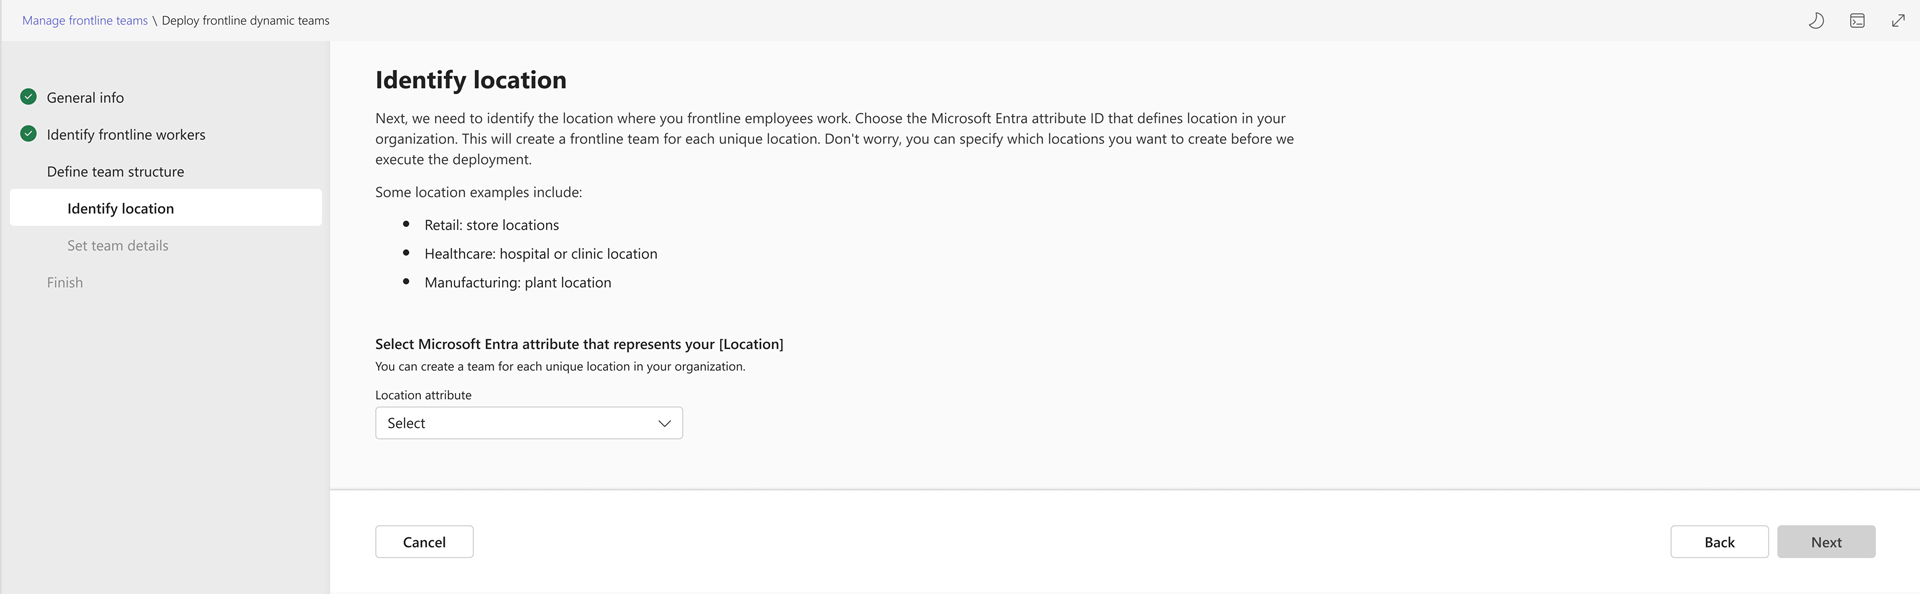 Manage frontline teams \ Deploy frontline dynamic teams
General info
Identify frontline workers
Define team structure
Identify location
Set team details
Finish
Identify location
Next, we need to identify the location where you frontline employees work. Choose the Microsoft Entra attribute ID that defines location in your
organization. This will create a frontline team for each unique location. Don't worry, you can specify which locations you want to create before we
execute the deployment.
Some location examples include:
• Retail: store locations
• Healthcare: hospital or clinic location
• Manufacturing: plant location
Select Microsoft Entra attribute that represents your [Location]
You can create a team for each unique location in your organization.
Location attribute
Select
Cancel
Back
Next